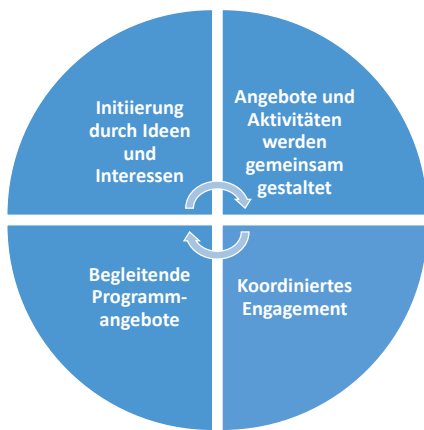 Initiierung
durch Ideen
und
Interessen
Angebote und
Aktivitäten
werden
gemeinsam
gestaltet
Begleitende
Programm-
angebote
Koordiniertes
Engagement